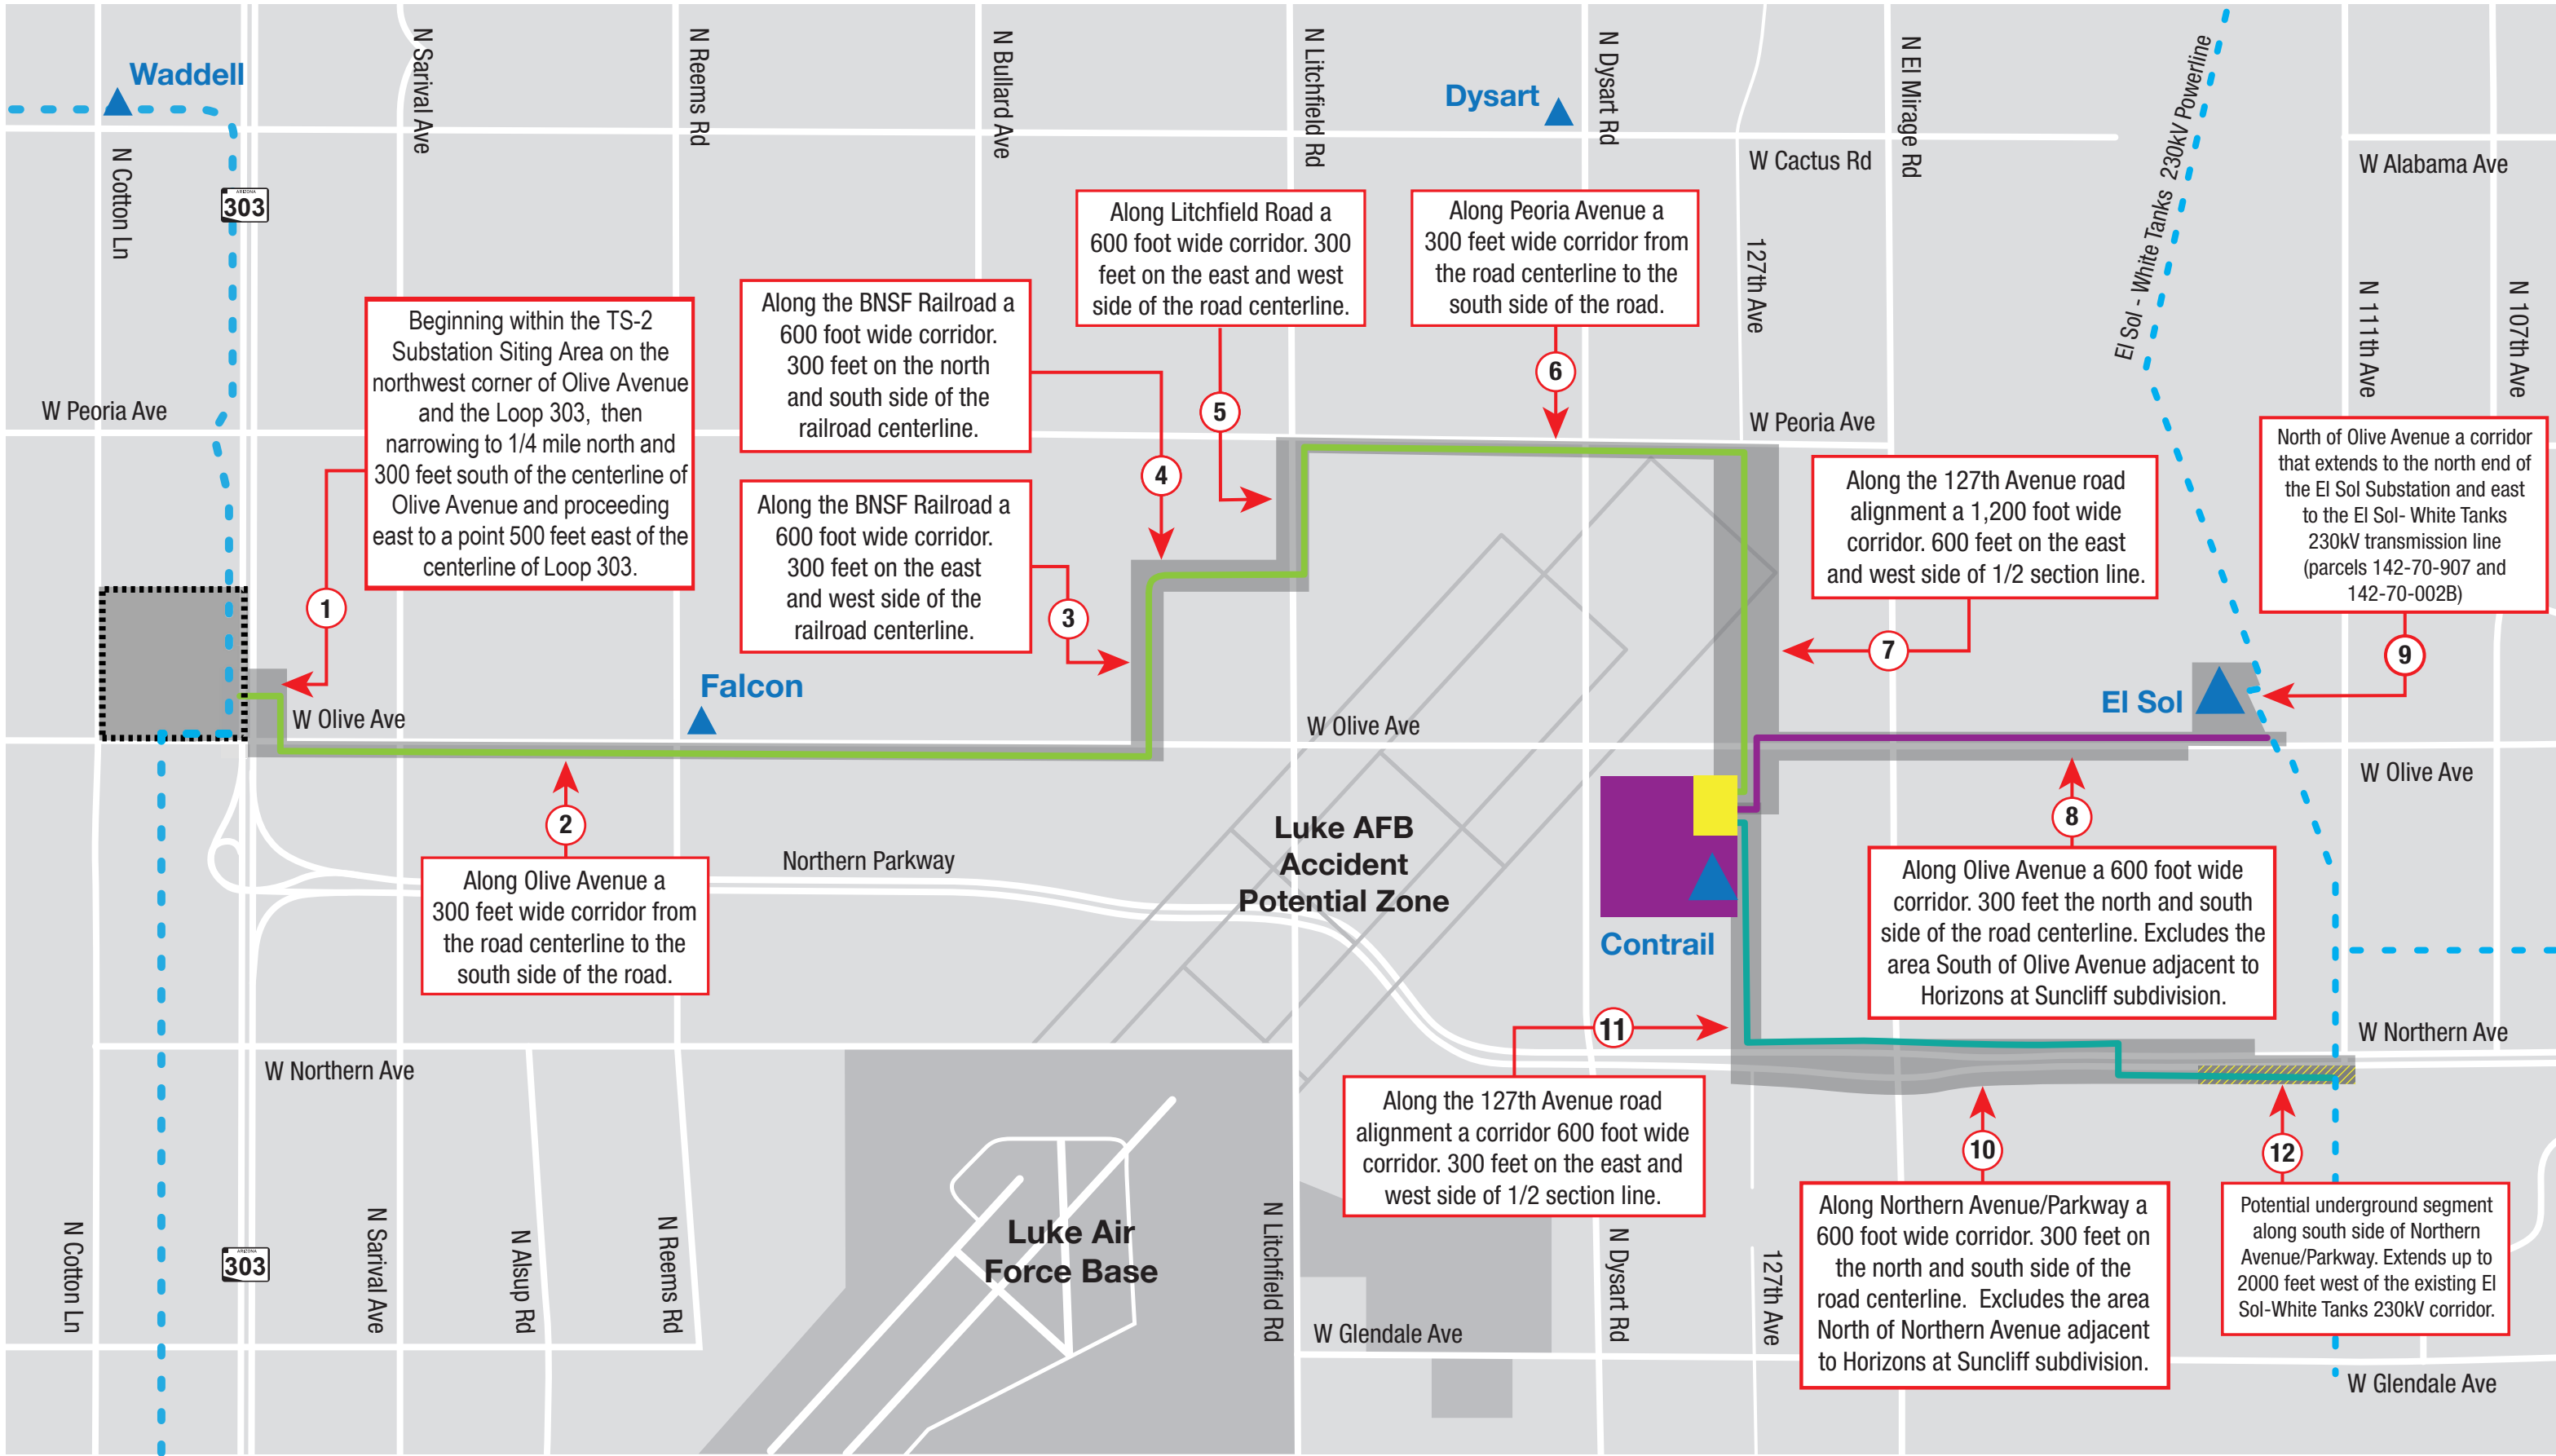 Waddell
N Cotton Ln
ARIZONA
303
N Sarival Ave
N Reems Rd
N Bullard Ave
N Litchfield Rd
Dysart
N Dysart Rd
W Cactus Rd
127th Ave
N El Mirage Rd
El Sol - White Tanks 230kV Powerline
W Alabama Ave
N 111th Ave
N 107th Ave
W Peoria Ave
W Peoria Ave
Beginning within the TS-2
Substation Siting Area on the
northwest corner of Olive Avenue
and the Loop 303, then
narrowing to 1/4 mile north and
300 feet south of the centerline of
Olive Avenue and proceeding
east to a point 500 feet east of the
centerline of Loop 303.
1
Along the BNSF Railroad a
600 foot wide corridor.
300 feet on the north
and south side of the
railroad centerline.
4
Along the BNSF Railroad a
600 foot wide corridor.
300 feet on the east
and west side of the
railroad centerline.
3
Along Litchfield Road a
600 foot wide corridor. 300
feet on the east and west
side of the road centerline.
5
Along Peoria Avenue a
300 feet wide corridor from
the road centerline to the
south side of the road.
6
Along the 127th Avenue road
alignment a 1,200 foot wide
corridor. 600 feet on the east
and west side of 1/2 section line.
7
North of Olive Avenue a corridor
that extends to the north end of
the El Sol Substation and east
to the El Sol- White Tanks
230kV transmission line
(parcels 142-70-907 and
142-70-002B)
9
W Olive Ave
Falcon
W Olive Ave
El Sol
W Olive Ave
2
Along Olive Avenue a
300 feet wide corridor from
the road centerline to the
south side of the road.
Northern Parkway
Luke AFB
Accident
Potential Zone
Contrail
8
Along Olive Avenue a 600 foot wide
corridor. 300 feet the north and south
side of the road centerline. Excludes the
area South of Olive Avenue adjacent to
Horizons at Suncliff subdivision.
11
Along the 127th Avenue road
alignment a corridor 600 foot wide
corridor. 300 feet on the east and
west side of 1/2 section line.
W Northern Ave
W Northern Ave
10
Along Northern Avenue/Parkway a
600 foot wide corridor. 300 feet on
the north and south side of the
road centerline. Excludes the area
North of Northern Avenue adjacent
to Horizons at Suncliff subdivision.
12
Potential underground segment
along south side of Northern
Avenue/Parkway. Extends up to
2000 feet west of the existing El
Sol-White Tanks 230kV corridor.
N Cotton Ln
ARIZONA
303
N Sarival Ave
N Alsup Rd
N Reems Rd
Luke Air
Force Base
N Litchfield Rd
W Glendale Ave
N Dysart Rd
127th Ave
W Glendale Ave